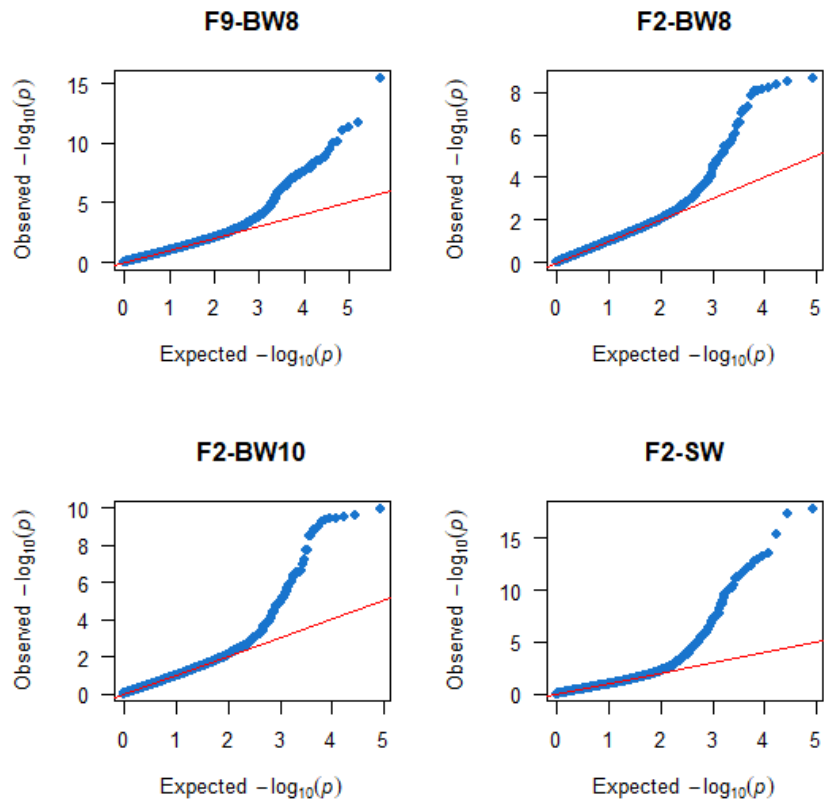 F9-BW8
Observed −log₁₀(p)
15
10
5
0
0 1 2 3 4 5
Expected −log₁₀(p)
F2-BW8
Observed −log₁₀(p)
8
6
4
2
0
0 1 2 3 4 5
Expected −log₁₀(p)
F2-BW10
Observed −log₁₀(p)
10
8
6
4
2
0
0 1 2 3 4 5
Expected −log₁₀(p)
F2-SW
Observed −log₁₀(p)
15
10
5
0
0 1 2 3 4 5
Expected −log₁₀(p)